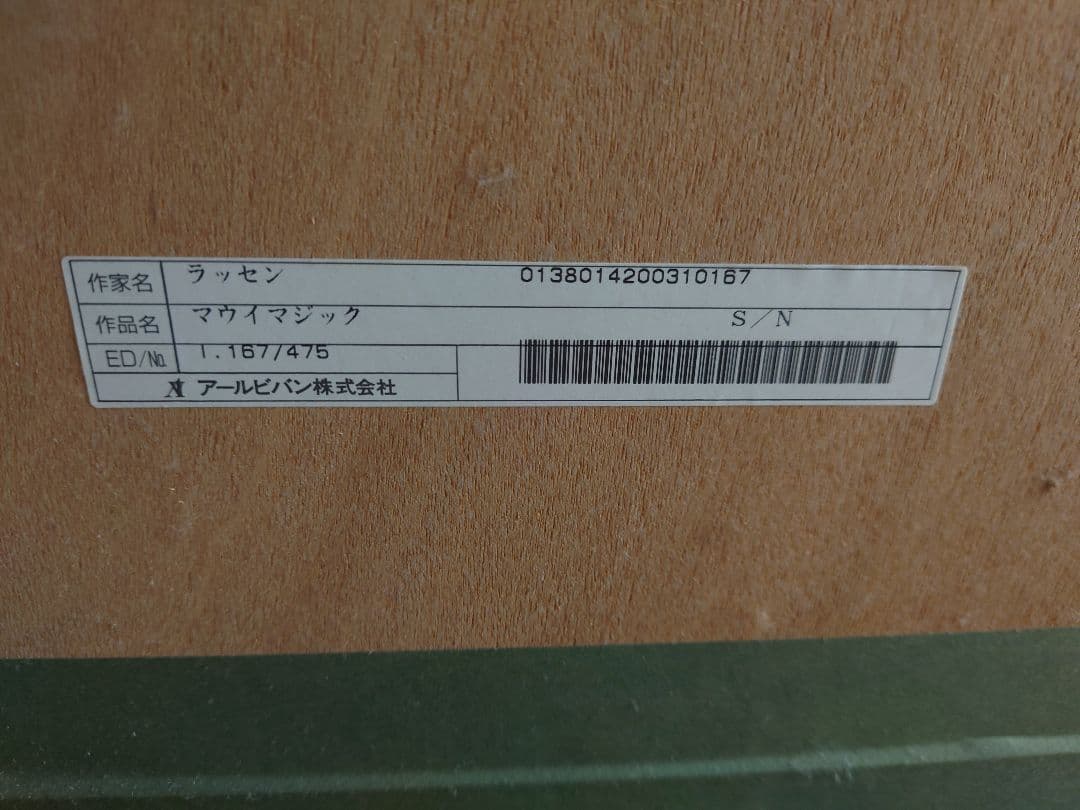 作家名 ラッセン 0138014200310167
作品名 マウイマジック S/N
ED/№ I.167/475
アールビバン株式会社